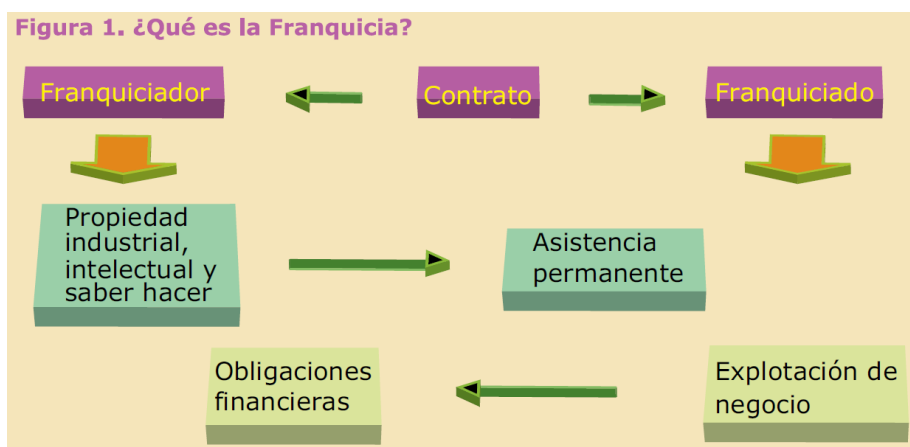 Figura 1. ¿Qué es la Franquicia?
Franquiciador
Contrato
Franquiciado
Propiedad
industrial,
intelectual y
saber hacer
Asistencia
permanente
Obligaciones
financieras
Explotación de
negocio